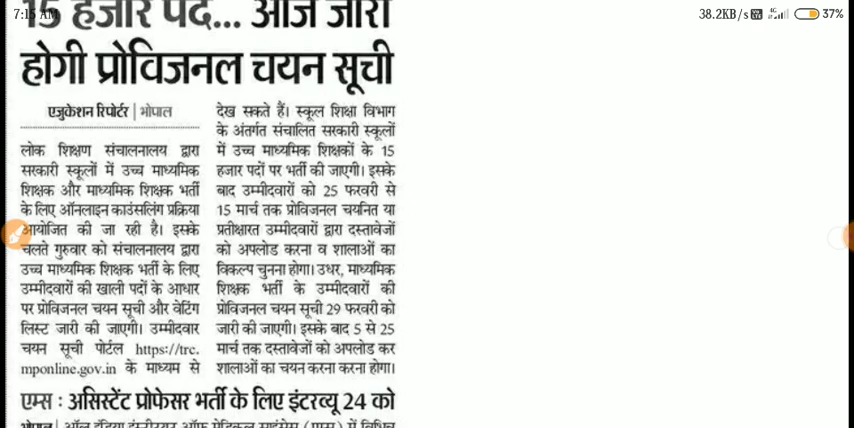 7:15 AM
38.2KB/s
37%
15 हजार पद... आज जारी
होगी प्रोविजनल चयन सूची
एजुकेशन रिपोर्टर | भोपाल
लोक शिक्षण संचालनालय द्वारा
सरकारी स्कूलों में उच्च माध्यमिक
शिक्षक और माध्यमिक शिक्षक भर्ती
के लिए ऑनलाइन काउंसलिंग प्रक्रिया
आयोजित की जा रही है। इसके
चलते गुरुवार को संचालनालय द्वारा
उच्च माध्यमिक शिक्षक भर्ती के लिए
उम्मीदवारों की खाली पदों के आधार
पर प्रोविजनल चयन सूची और वेटिंग
लिस्ट जारी की जाएगी। उम्मीदवार
चयन सूची पोर्टल https://trc.
mponline.gov.in के माध्यम से
देख सकते हैं। स्कूल शिक्षा विभाग
के अंतर्गत संचालित सरकारी स्कूलों
में उच्च माध्यमिक शिक्षकों के 15
हजार पदों पर भर्ती की जाएगी। इसके
बाद उम्मीदवारों को 25 फरवरी से
15 मार्च तक प्रोविजनल चयनित या
प्रतीक्षारत उम्मीदवारों द्वारा दस्तावेजों
को अपलोड करना व शालाओं का
विकल्प चुनना होगा। उधर, माध्यमिक
शिक्षक भर्ती के उम्मीदवारों की
प्रोविजनल चयन सूची 29 फरवरी को
जारी की जाएगी। इसके बाद 5 से 25
मार्च तक दस्तावेजों को अपलोड कर
शालाओं का चयन करना करना होगा।
एम्स : असिस्टेंट प्रोफेसर भर्ती के लिए इंटरव्यू 24 को
भोपाल | ऑल इंडिया इंस्टीट्यूट ऑफ मेडिकल साइंसेस (एम्स) में विभिन्न